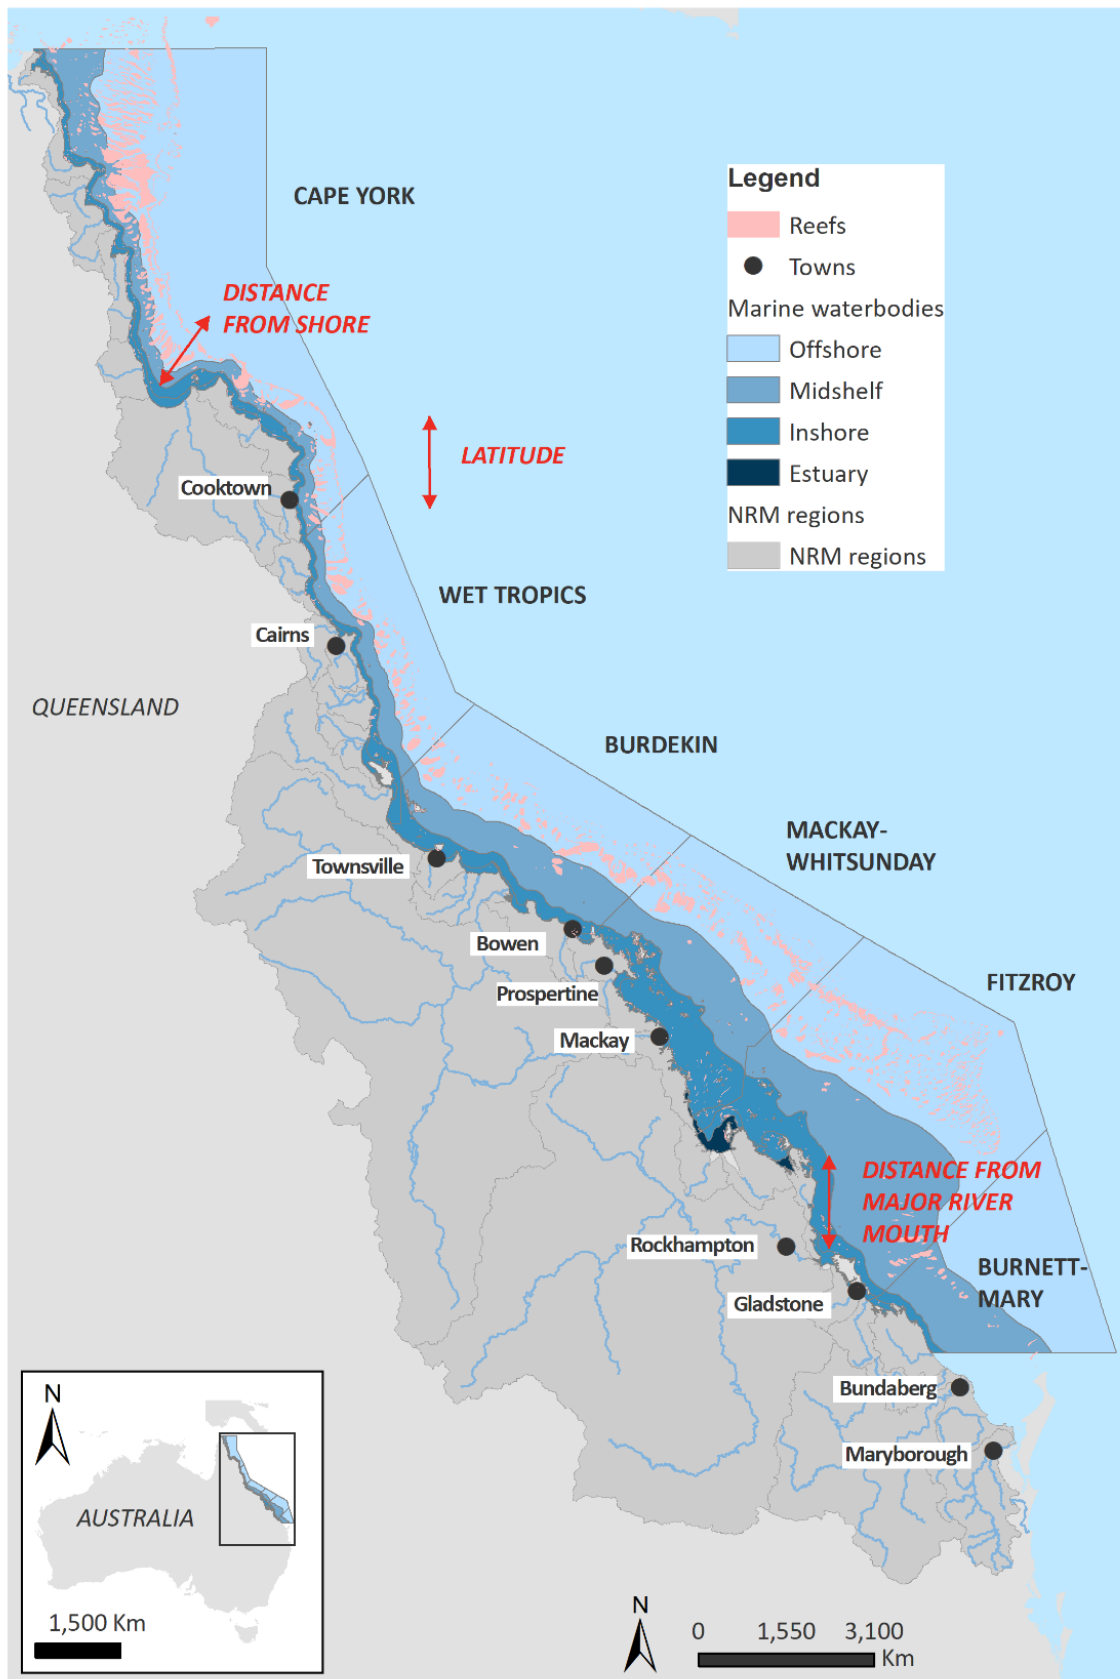 CAPE YORK
Legend
Reefs
Towns
Marine waterbodies
Offshore
Midshelf
Inshore
Estuary
NRM regions
NRM regions
DISTANCE
FROM SHORE
LATITUDE
Cooktown
WET TROPICS
Cairns
QUEENSLAND
BURDEKIN
MACKAY-
WHITSUNDAY
Townsville
Bowen
FITZROY
Prospertine
Mackay
DISTANCE FROM
MAJOR RIVER
MOUTH
Rockhampton
BURNETT-
MARY
Gladstone
Bundaberg
Maryborough
N
AUSTRALIA
1,500 Km
N
0 1,550 3,100
Km